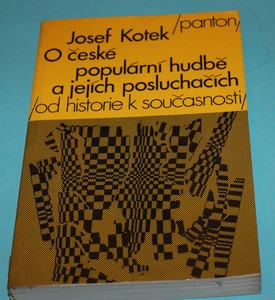 Josef Kotek /panton/
O české
populární hudbě
a jejích posluchačích
/od historie k současnosti/